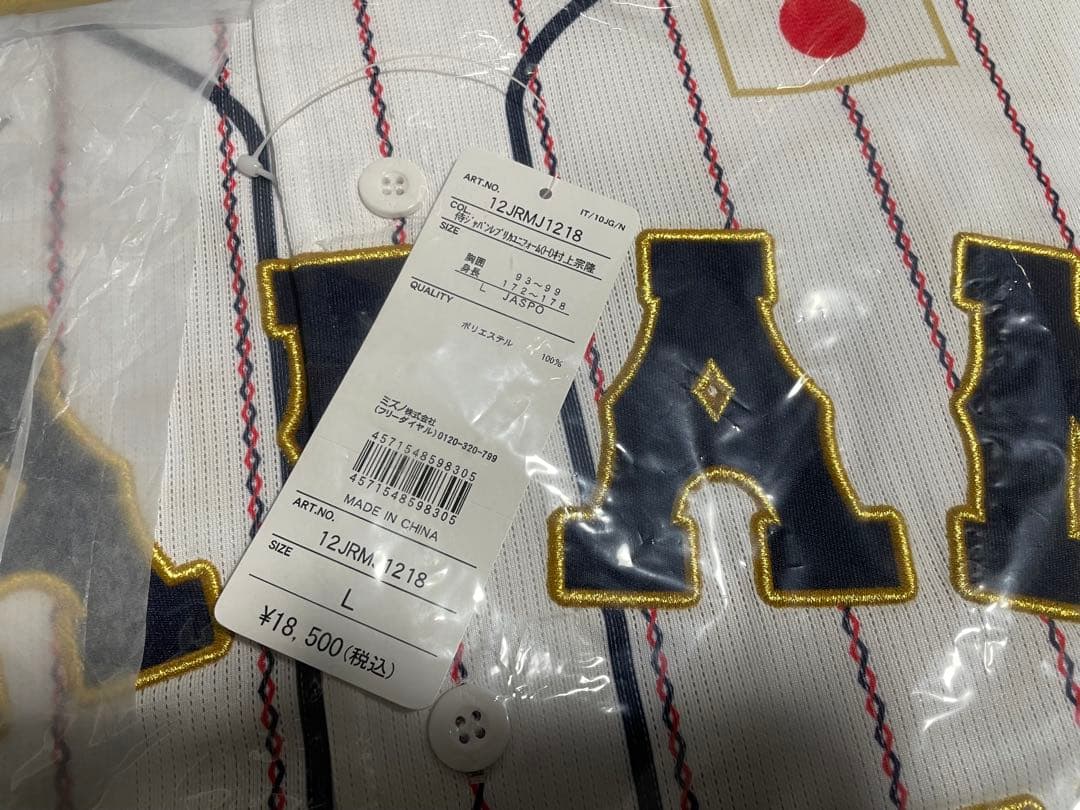 ART.NO.
12JRMJ1218
IT/10JG/N
COL.
侍ジャパンレプリカユニフォーム(H)村上宗隆
SIZE
胸囲 93~99
身長 172~178
L JASPO
QUALITY
ポリエステル 100%
ミズノ株式会社
(フリーダイヤル)0120-320-799
4571548598305
4571548598305
MADE IN CHINA
ART.NO.
12JRMJ1218
SIZE
L
¥18,500(税込)
A